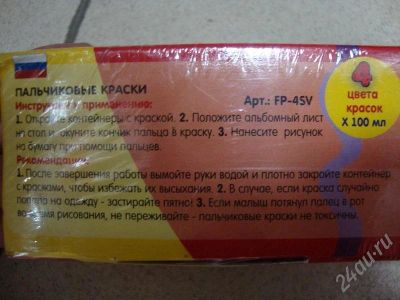 ПАЛЬЧИКОВЫЕ КРАСКИ
Инструкция по применению:
Арт.: FP-4SV
1. Откройте контейнеры с краской. 2. Положите альбомный лист
на стол и окуните кончик пальца в краску. 3. Нанесите рисунок
на бумагу при помощи пальцев.
Рекомендации:
1. После завершения работы вымойте руки водой и плотно закройте контейнер
с красками, чтобы избежать их высыхания. 2. В случае, если краска случайно
попала на одежду - застирайте пятно! 3. Если малыш потянул палец в рот
во время рисования, не переживайте - пальчиковые краски не токсичны.
4
цвета
красок
Х 100 мл
24au.ru